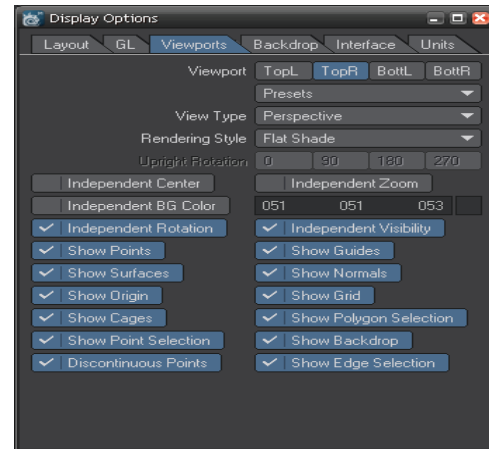 Display Options
Layout GL Viewports Backdrop Interface Units
Viewport TopL TopR BottL BottR
Presets
View Type Perspective
Rendering Style Flat Shade
Upright Rotation 0 90 180 270
Independent Center Independent Zoom
Independent BG Color 051 051 053
Independent Rotation Independent Visibility
Show Points Show Guides
Show Surfaces Show Normals
Show Origin Show Grid
Show Cages Show Polygon Selection
Show Point Selection Show Backdrop
Discontinuous Points Show Edge Selection